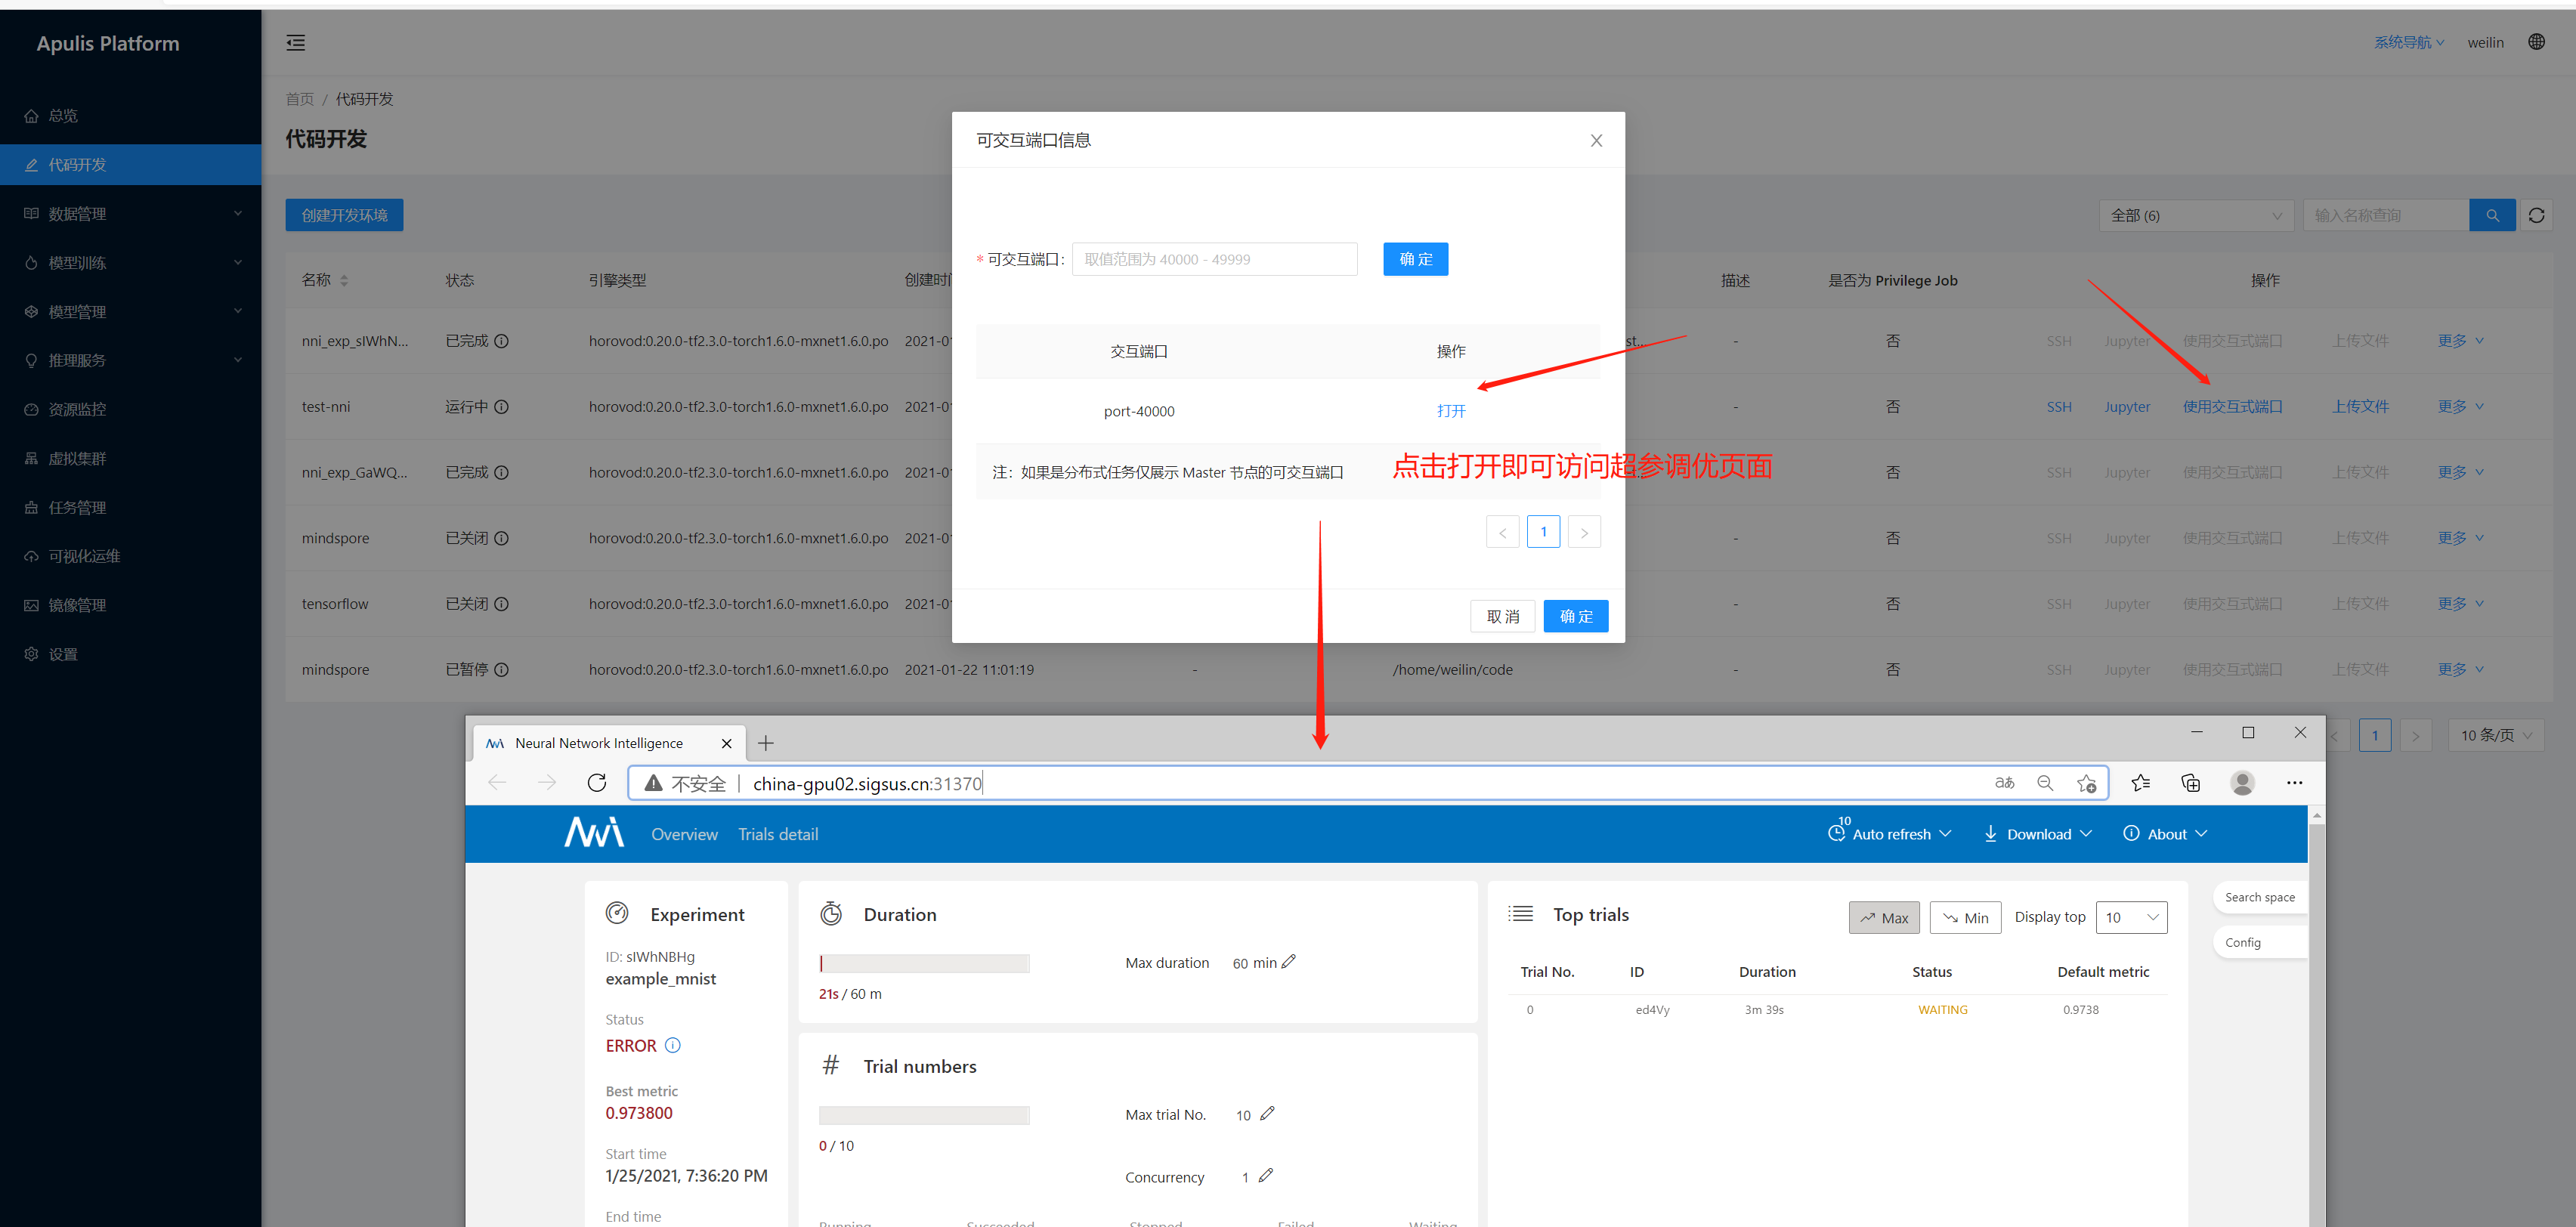 Apulis Platform
系统导航
weilin
总览
代码开发
数据管理
模型训练
模型管理
推理服务
资源监控
虚拟集群
任务管理
可视化运维
镜像管理
设置
首页 / 代码开发
代码开发
创建开发环境
全部 (6)
输入名称查询
名称 状态 引擎类型 创建时间 描述 是否为 Privilege Job 操作
nni_exp_sIWhN... 已完成 horovod:0.20.0-tf2.3.0-torch1.6.0-mxnet1.6.0.po 2021-01 st... - 否 SSH Jupyter 使用交互式端口 上传文件 更多
test-nni 运行中 horovod:0.20.0-tf2.3.0-torch1.6.0-mxnet1.6.0.po 2021-01 - 否 SSH Jupyter 使用交互式端口 上传文件 更多
nni_exp_GaWQ... 已完成 horovod:0.20.0-tf2.3.0-torch1.6.0-mxnet1.6.0.po 2021-01 - 否 SSH Jupyter 使用交互式端口 上传文件 更多
mindspore 已关闭 horovod:0.20.0-tf2.3.0-torch1.6.0-mxnet1.6.0.po 2021-01 - 否 SSH Jupyter 使用交互式端口 上传文件 更多
tensorflow 已关闭 horovod:0.20.0-tf2.3.0-torch1.6.0-mxnet1.6.0.po 2021-01 - 否 SSH Jupyter 使用交互式端口 上传文件 更多
mindspore 已暂停 horovod:0.20.0-tf2.3.0-torch1.6.0-mxnet1.6.0.po 2021-01-22 11:01:19 - /home/weilin/code - 否 SSH Jupyter 使用交互式端口 上传文件 更多
1 10 条/页
可交互端口信息
* 可交互端口: 取值范围为 40000 - 49999 确 定
交互端口 操作
port-40000 打开
注：如果是分布式任务仅展示 Master 节点的可交互端口
点击打开即可访问超参调优页面
1
取 消 确 定
Neural Network Intelligence
不安全 | china-gpu02.sigsus.cn:31370
aあ
Overview Trials detail
10 Auto refresh Download About
Experiment
ID: sIWhNBHg
example_mnist
Status
ERROR
Best metric
0.973800
Start time
1/25/2021, 7:36:20 PM
End time
Duration
Max duration 60 min
21s / 60 m
# Trial numbers
Max trial No. 10
0 / 10
Concurrency 1
Running Succeeded Stopped Failed Waiting
Top trials
Max Min Display top 10
Trial No. ID Duration Status Default metric
0 ed4Vy 3m 39s WAITING 0.9738
Search space
Config